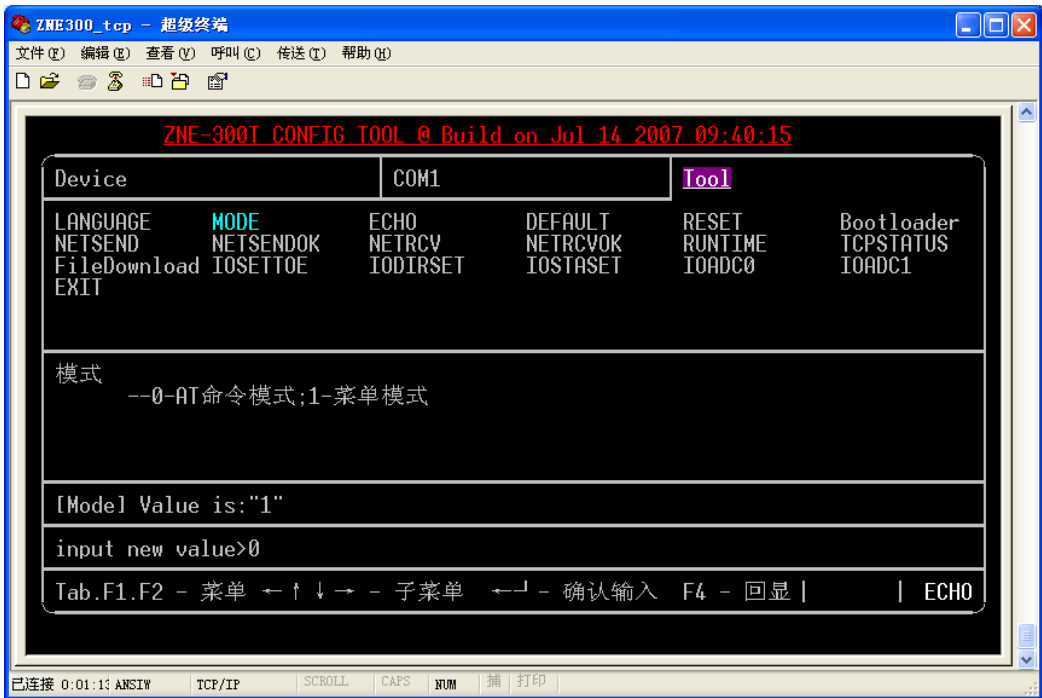 ZNE300_tcp - 超级终端
文件(F) 编辑(E) 查看(V) 呼叫(C) 传送(T) 帮助(H)
ZNE-300T CONFIG TOOL @ Build on Jul 14 2007 09:40:15
Device COM1 Tool
LANGUAGE MODE ECHO DEFAULT RESET Bootloader
NETSEND NETSENDOK NETRCV NETRCVOK RUNTIME TCPSTATUS
FileDownload IOSETTOE IODIRSET IOSTASET IOADC0 IOADC1
EXIT
模式
--0-AT命令模式;1-菜单模式
[Mode] Value is:"1"
input new value>0
Tab.F1.F2 - 菜单 ←↑↓→ - 子菜单 ←┘ - 确认输入 F4 - 回显 | | ECHO
已连接 0:01:13 ANSIW TCP/IP SCROLL CAPS NUM 捕 打印